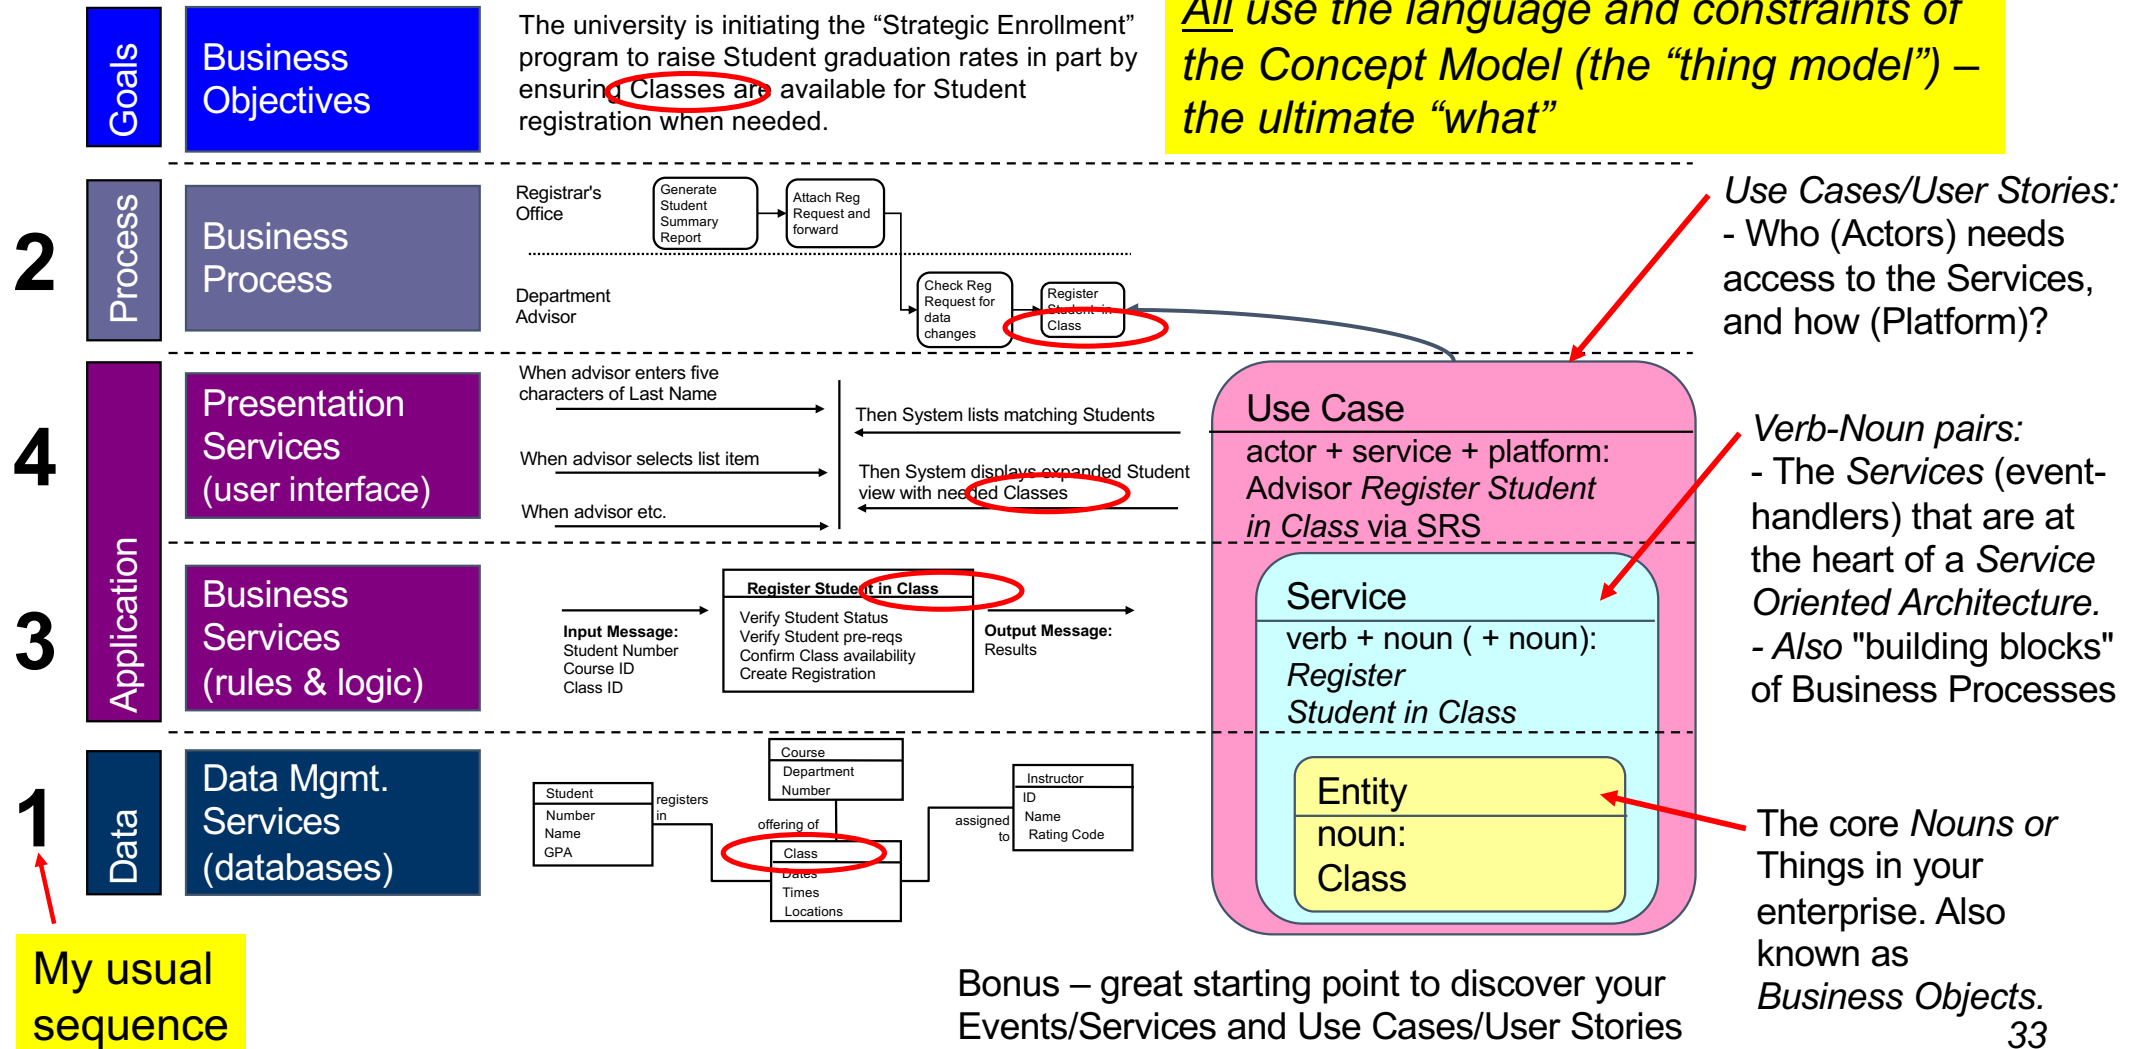 All use the language and constraints of
the Concept Model (the “thing model”) –
the ultimate “what”
Goals
Business
Objectives
The university is initiating the “Strategic Enrollment”
program to raise Student graduation rates in part by
ensuring Classes are available for Student
registration when needed.
2
Process
Business
Process
Registrar's
Office
Generate
Student
Summary
Report
Attach Reg
Request and
forward
Department
Advisor
Check Reg
Request for
data
changes
Register
Student in
Class
Use Cases/User Stories:
- Who (Actors) needs
access to the Services,
and how (Platform)?
4
Application
Presentation
Services
(user interface)
When advisor enters five
characters of Last Name
Then System lists matching Students
When advisor selects list item
Then System displays expanded Student
view with needed Classes
When advisor etc.
Use Case
actor + service + platform:
Advisor Register Student
in Class via SRS
Verb-Noun pairs:
- The Services (event-
handlers) that are at
the heart of a Service
Oriented Architecture.
- Also "building blocks"
of Business Processes
3
Business
Services
(rules & logic)
Input Message:
Student Number
Course ID
Class ID
Register Student in Class
Verify Student Status
Verify Student pre-reqs
Confirm Class availability
Create Registration
Output Message:
Results
Service
verb + noun ( + noun):
Register
Student in Class
1
Data
Data Mgmt.
Services
(databases)
Student
Number
Name
GPA
registers
in
Course
Department
Number
offering of
Class
Dates
Times
Locations
assigned
to
Instructor
ID
Name
Rating Code
Entity
noun:
Class
The core Nouns or
Things in your
enterprise. Also
known as
Business Objects.
My usual
sequence
Bonus – great starting point to discover your
Events/Services and Use Cases/User Stories
33